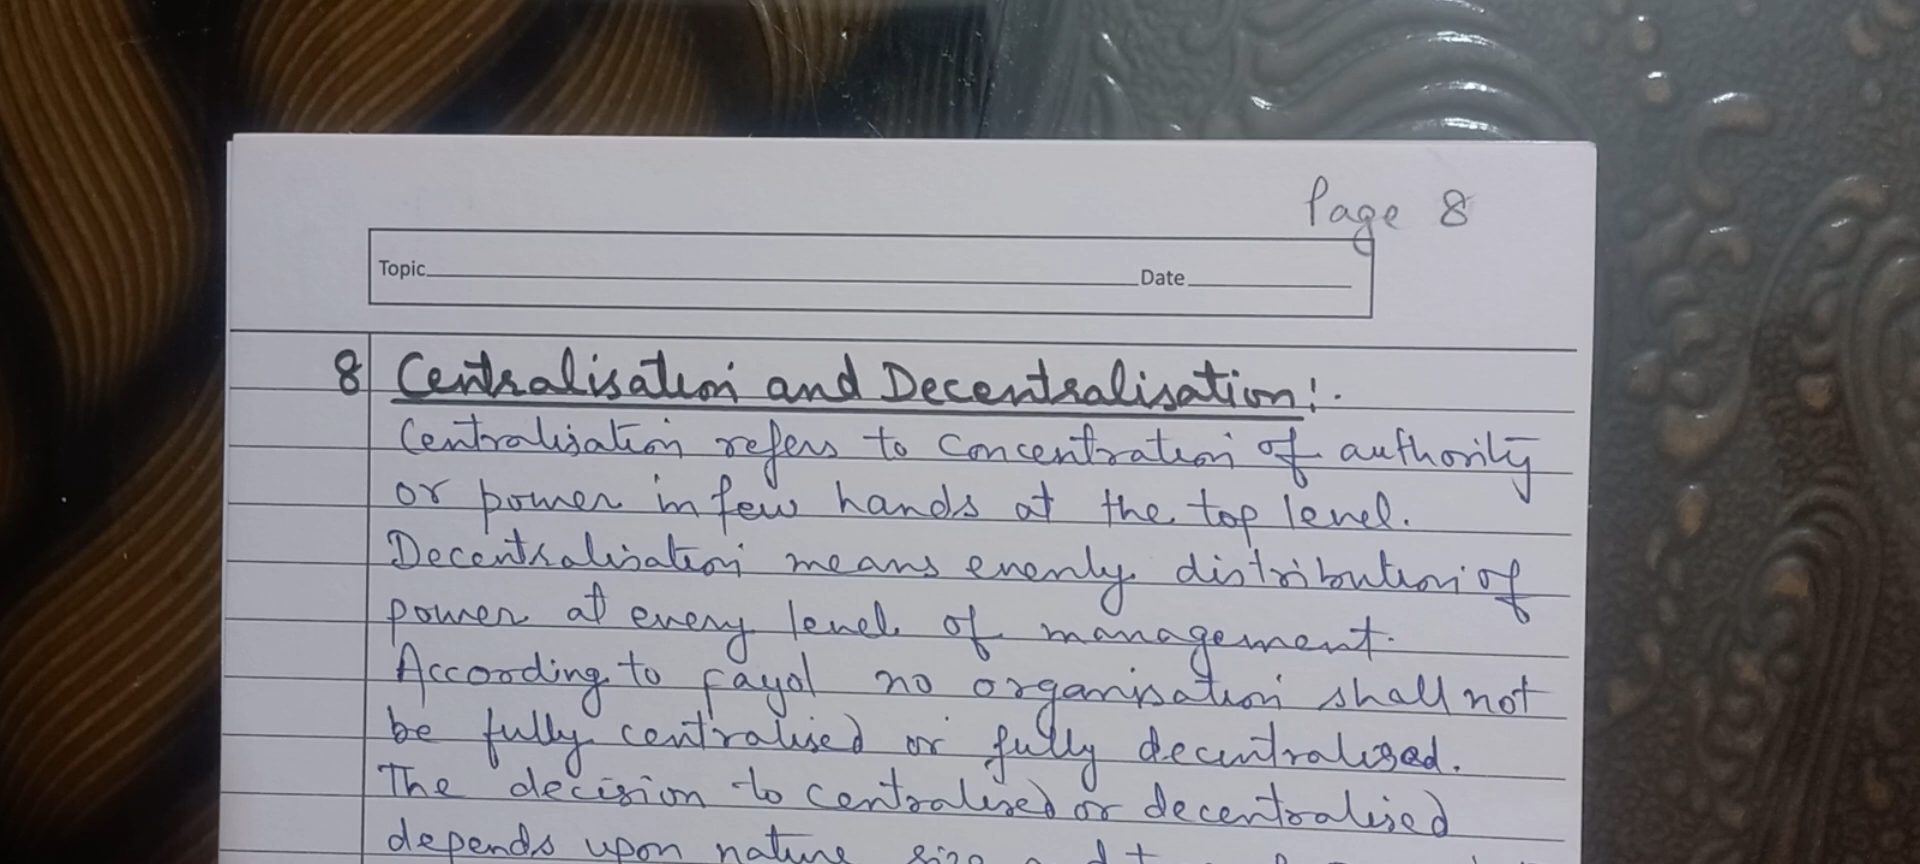 Page 8
Topic Date
8 Centralisation and Decentralisation:-
Centralisation refers to concentration of authority
or power in few hands at the top level.
Decentralisation means evenly distribution of
power at every level of management.
According to Fayol no organisation shall not
be fully centralised or fully decentralised.
The decision to centralised or decentralised
depends upon nature size